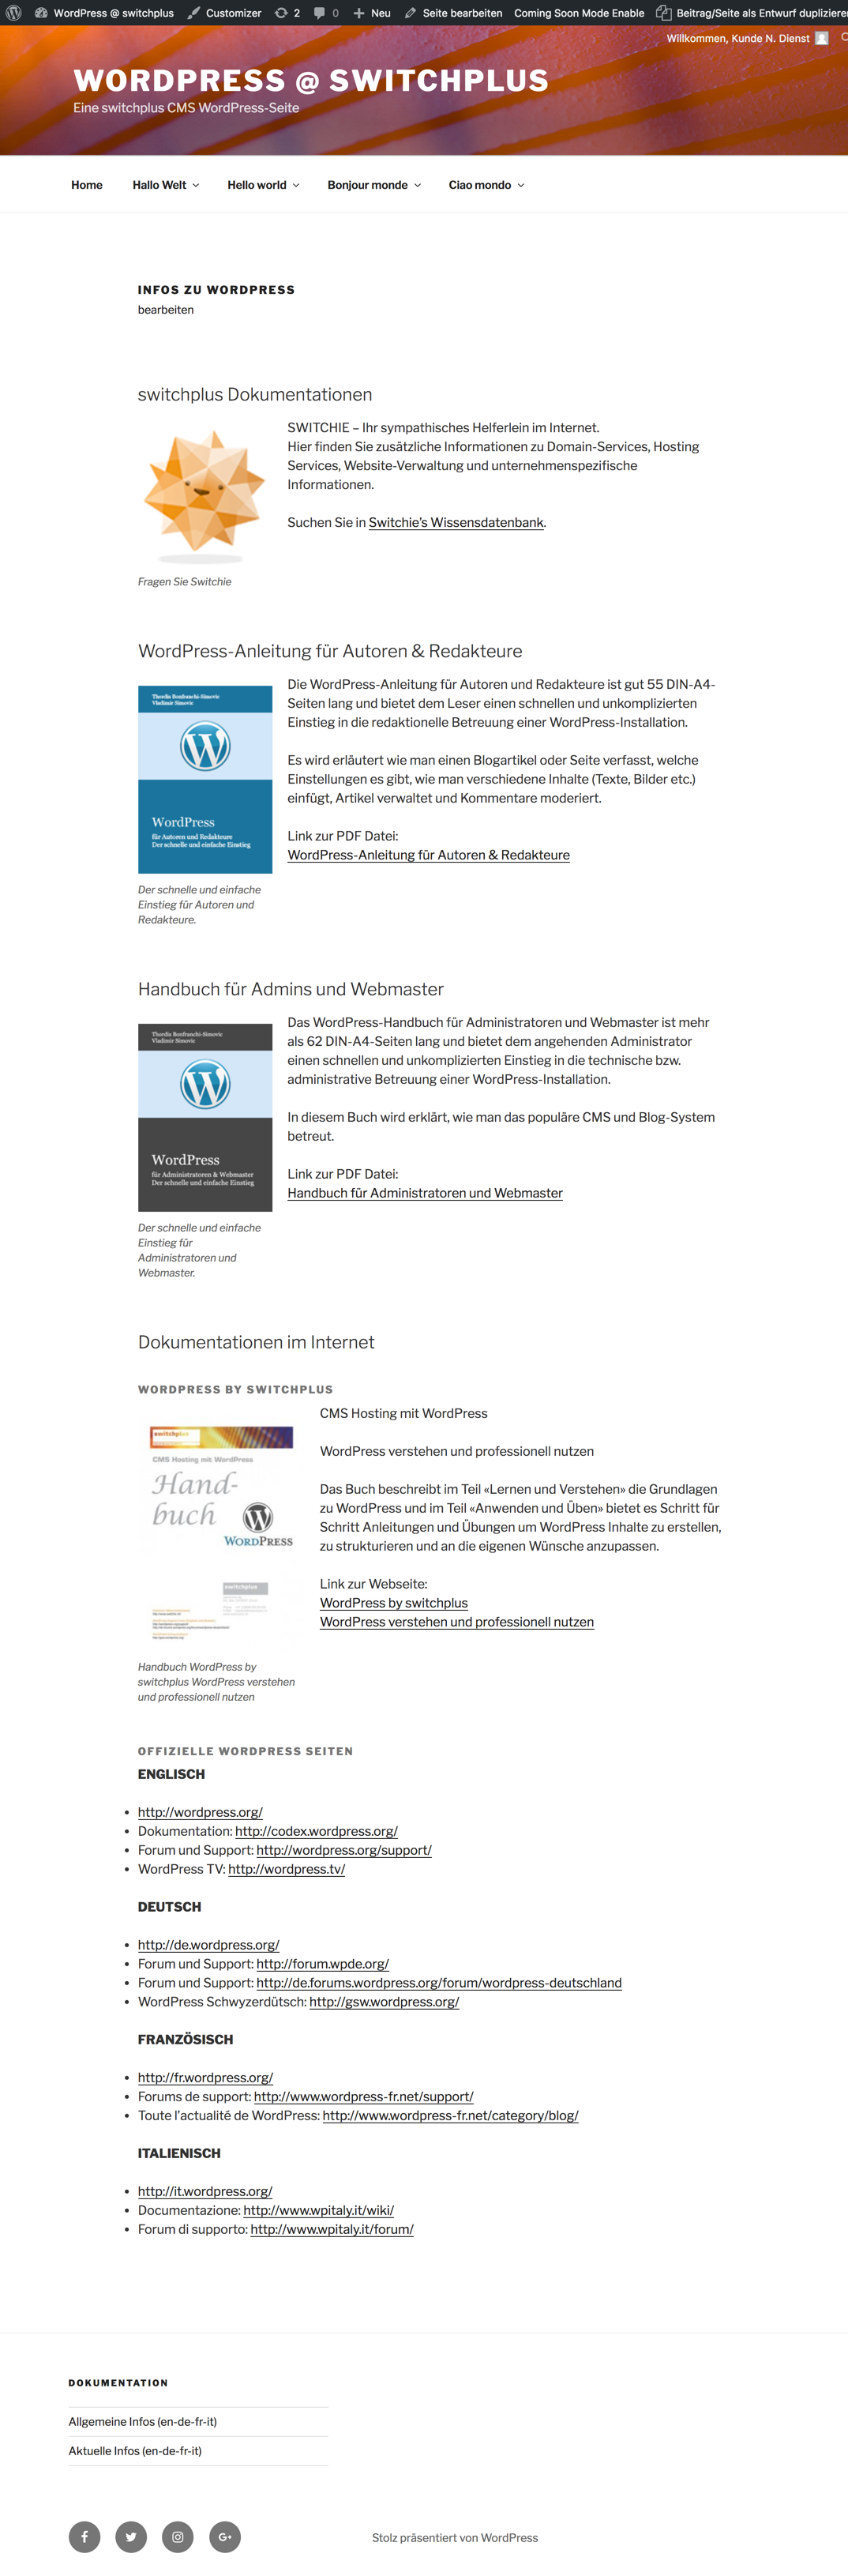 WordPress @ switchplus Customizer 2 0 Neu Seite bearbeiten Coming Soon Mode Enable Beitrag/Seite als Entwurf duplizieren
Willkommen, Kunde N. Dienst
WORDPRESS @ SWITCHPLUS
Eine switchplus CMS WordPress-Seite
Home Hallo Welt Hello world Bonjour monde Ciao mondo
INFOS ZU WORDPRESS
bearbeiten
switchplus Dokumentationen
SWITCHIE – Ihr sympathisches Helferlein im Internet.
Hier finden Sie zusätzliche Informationen zu Domain-Services, Hosting
Services, Website-Verwaltung und unternehmenspezifische
Informationen.
Suchen Sie in Switchie's Wissensdatenbank.
Fragen Sie Switchie
WordPress-Anleitung für Autoren & Redakteure
Thordis Bonfranchi-Simovic
Vladimir Simovic
WordPress
für Autoren und Redakteure
Der schnelle und einfache Einstieg
Die WordPress-Anleitung für Autoren und Redakteure ist gut 55 DIN-A4-
Seiten lang und bietet dem Leser einen schnellen und unkomplizierten
Einstieg in die redaktionelle Betreuung einer WordPress-Installation.
Es wird erläutert wie man einen Blogartikel oder Seite verfasst, welche
Einstellungen es gibt, wie man verschiedene Inhalte (Texte, Bilder etc.)
einfügt, Artikel verwaltet und Kommentare moderiert.
Link zur PDF Datei:
WordPress-Anleitung für Autoren & Redakteure
Der schnelle und einfache
Einstieg für Autoren und
Redakteure.
Handbuch für Admins und Webmaster
Thordis Bonfranchi-Simovic
Vladimir Simovic
WordPress
für Administratoren & Webmaster
Der schnelle und einfache Einstieg
Das WordPress-Handbuch für Administratoren und Webmaster ist mehr
als 62 DIN-A4-Seiten lang und bietet dem angehenden Administrator
einen schnellen und unkomplizierten Einstieg in die technische bzw.
administrative Betreuung einer WordPress-Installation.
In diesem Buch wird erklärt, wie man das populäre CMS und Blog-System
betreut.
Link zur PDF Datei:
Handbuch für Administratoren und Webmaster
Der schnelle und einfache
Einstieg für
Administratoren und
Webmaster.
Dokumentationen im Internet
WORDPRESS BY SWITCHPLUS
switchplus
CMS Hosting mit WordPress
Hand-
buch
WORDPRESS
switchplus
CMS Hosting mit WordPress
WordPress verstehen und professionell nutzen
Das Buch beschreibt im Teil «Lernen und Verstehen» die Grundlagen
zu WordPress und im Teil «Anwenden und Üben» bietet es Schritt für
Schritt Anleitungen und Übungen um WordPress Inhalte zu erstellen,
zu strukturieren und an die eigenen Wünsche anzupassen.
Link zur Webseite:
WordPress by switchplus
WordPress verstehen und professionell nutzen
Handbuch WordPress by
switchplus WordPress verstehen
und professionell nutzen
OFFIZIELLE WORDPRESS SEITEN
ENGLISCH
• http://wordpress.org/
• Dokumentation: http://codex.wordpress.org/
• Forum und Support: http://wordpress.org/support/
• WordPress TV: http://wordpress.tv/
DEUTSCH
• http://de.wordpress.org/
• Forum und Support: http://forum.wpde.org/
• Forum und Support: http://de.forums.wordpress.org/forum/wordpress-deutschland
• WordPress Schwyzerdütsch: http://gsw.wordpress.org/
FRANZÖSISCH
• http://fr.wordpress.org/
• Forums de support: http://www.wordpress-fr.net/support/
• Toute l'actualité de WordPress: http://www.wordpress-fr.net/category/blog/
ITALIENISCH
• http://it.wordpress.org/
• Documentazione: http://www.wpitaly.it/wiki/
• Forum di supporto: http://www.wpitaly.it/forum/
DOKUMENTATION
Allgemeine Infos (en-de-fr-it)
Aktuelle Infos (en-de-fr-it)
Stolz präsentiert von WordPress